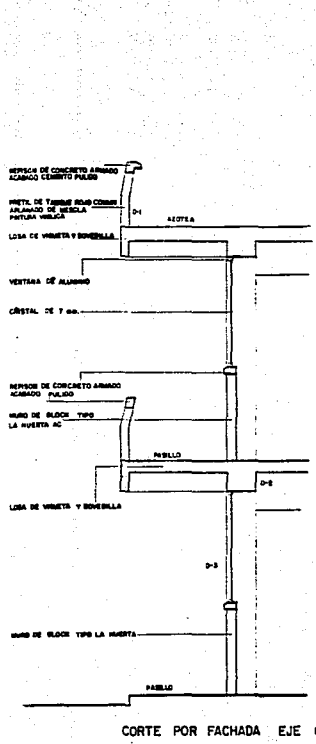 REPISON DE CONCRETO ARMADO
ACABADO CEMENTO PULIDO
PRETIL DE TABIQUE ROJO COMUN
APLANADO DE MEZCLA
PINTURA VINILICA
D-1
AZOTEA
LOSA DE VIGUETA Y BOVEDILLA
VENTANA DE ALUMINIO
CRISTAL DE 7 mm.
REPISON DE CONCRETO ARMADO
ACABADO PULIDO
MURO DE BLOCK TIPO
LA HUERTA AC
PASILLO
D-2
LOSA DE VIGUETA Y BOVEDILLA
D-3
MURO DE BLOCK TIPO LA HUERTA
PASILLO
CORTE POR FACHADA EJE